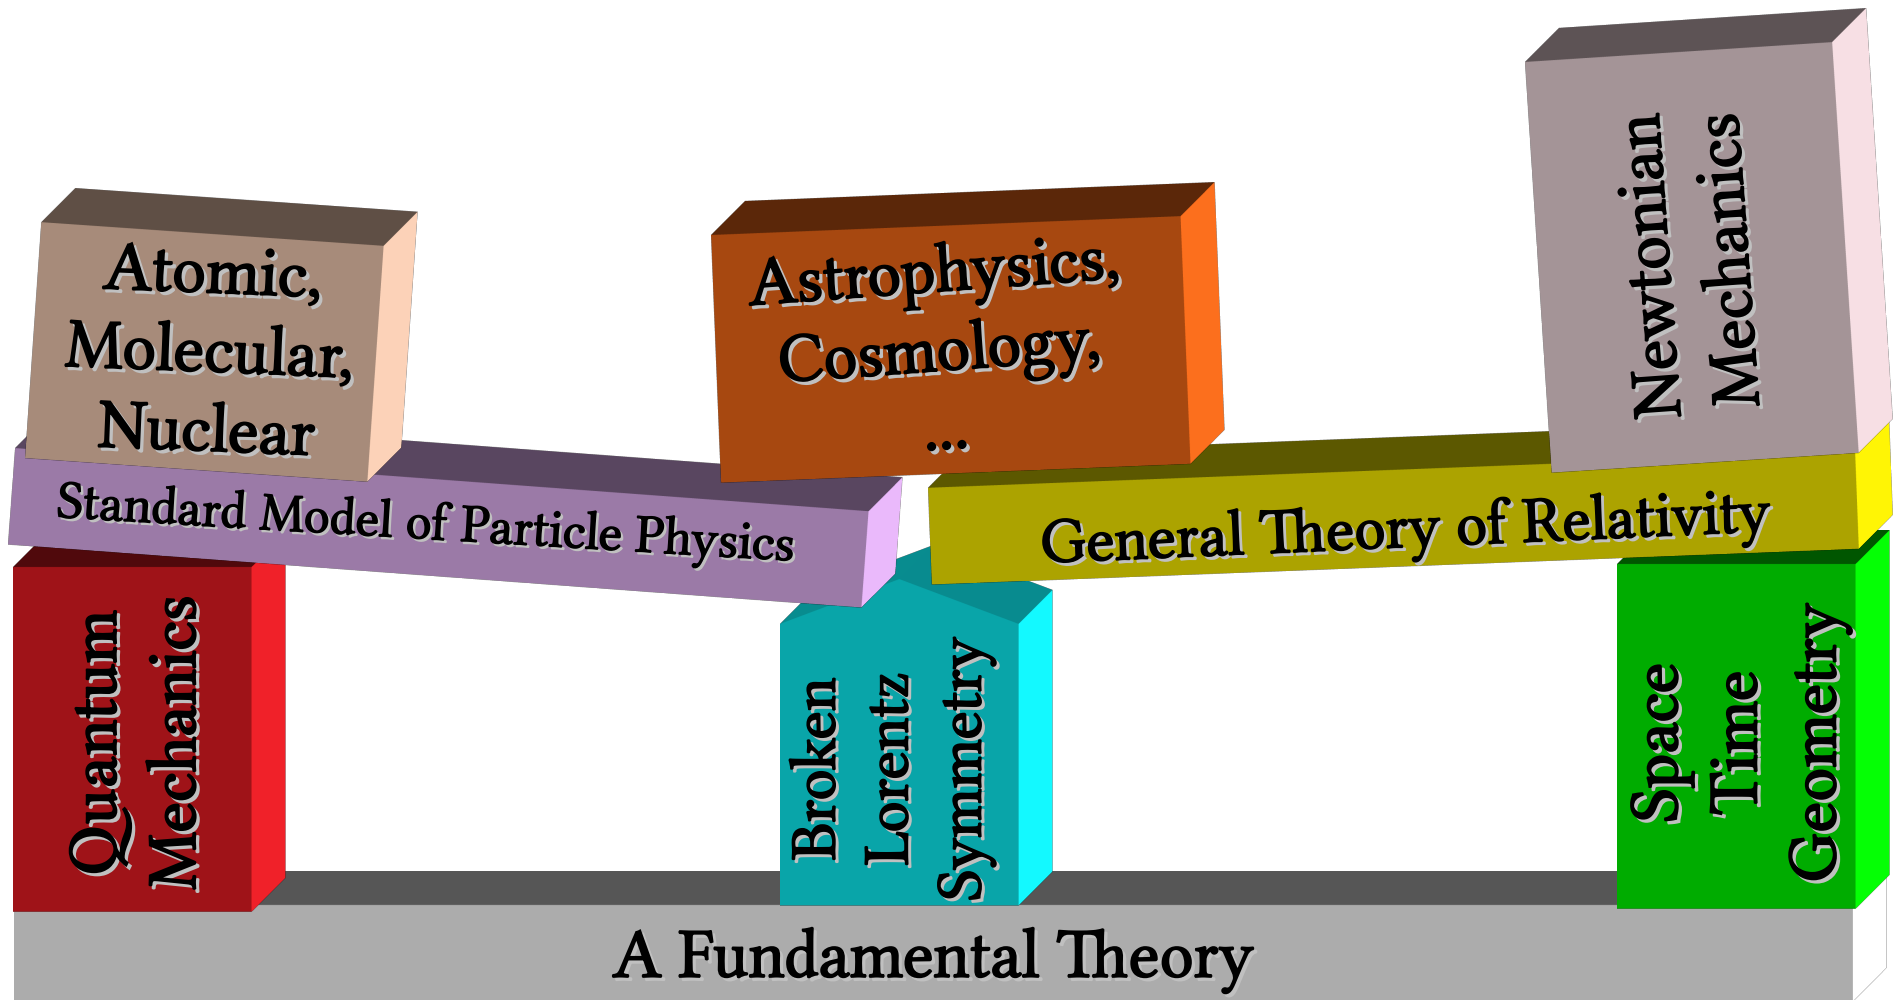 Atomic,
Molecular,
Nuclear
Astrophysics,
Cosmology,
...
Newtonian
Mechanics
Standard Model of Particle Physics
General Theory of Relativity
Quantum
Mechanics
Broken
Lorentz
Symmetry
Space
Time
Geometry
A Fundamental Theory